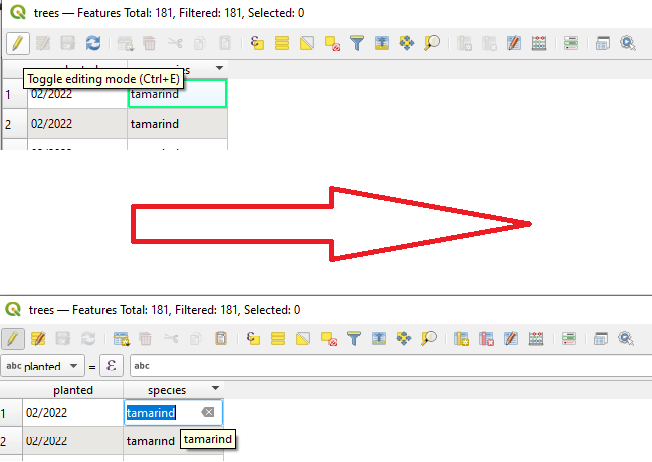 trees — Features Total: 181, Filtered: 181, Selected: 0
Toggle editing mode (Ctrl+E)
1 02/2022 tamarind
2 02/2022 tamarind
trees — Features Total: 181, Filtered: 181, Selected: 0
abc planted = ε abc
planted species
1 02/2022 tamarind
2 02/2022 tamarind
tamarind